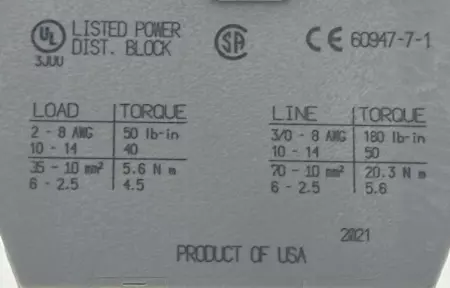 UL LISTED POWER
DIST. BLOCK
3JUU
SA
CE 60947-7-1
LOAD TORQUE
2 - 8 AWG 50 lb-in
10 - 14 40
35 - 10 mm² 5.6 N m
6 - 2.5 4.5
LINE TORQUE
3/0 - 8 AWG 180 lb-in
10 - 14 50
70 - 10 mm² 20.3 N m
6 - 2.5 5.6
2021
PRODUCT OF USA